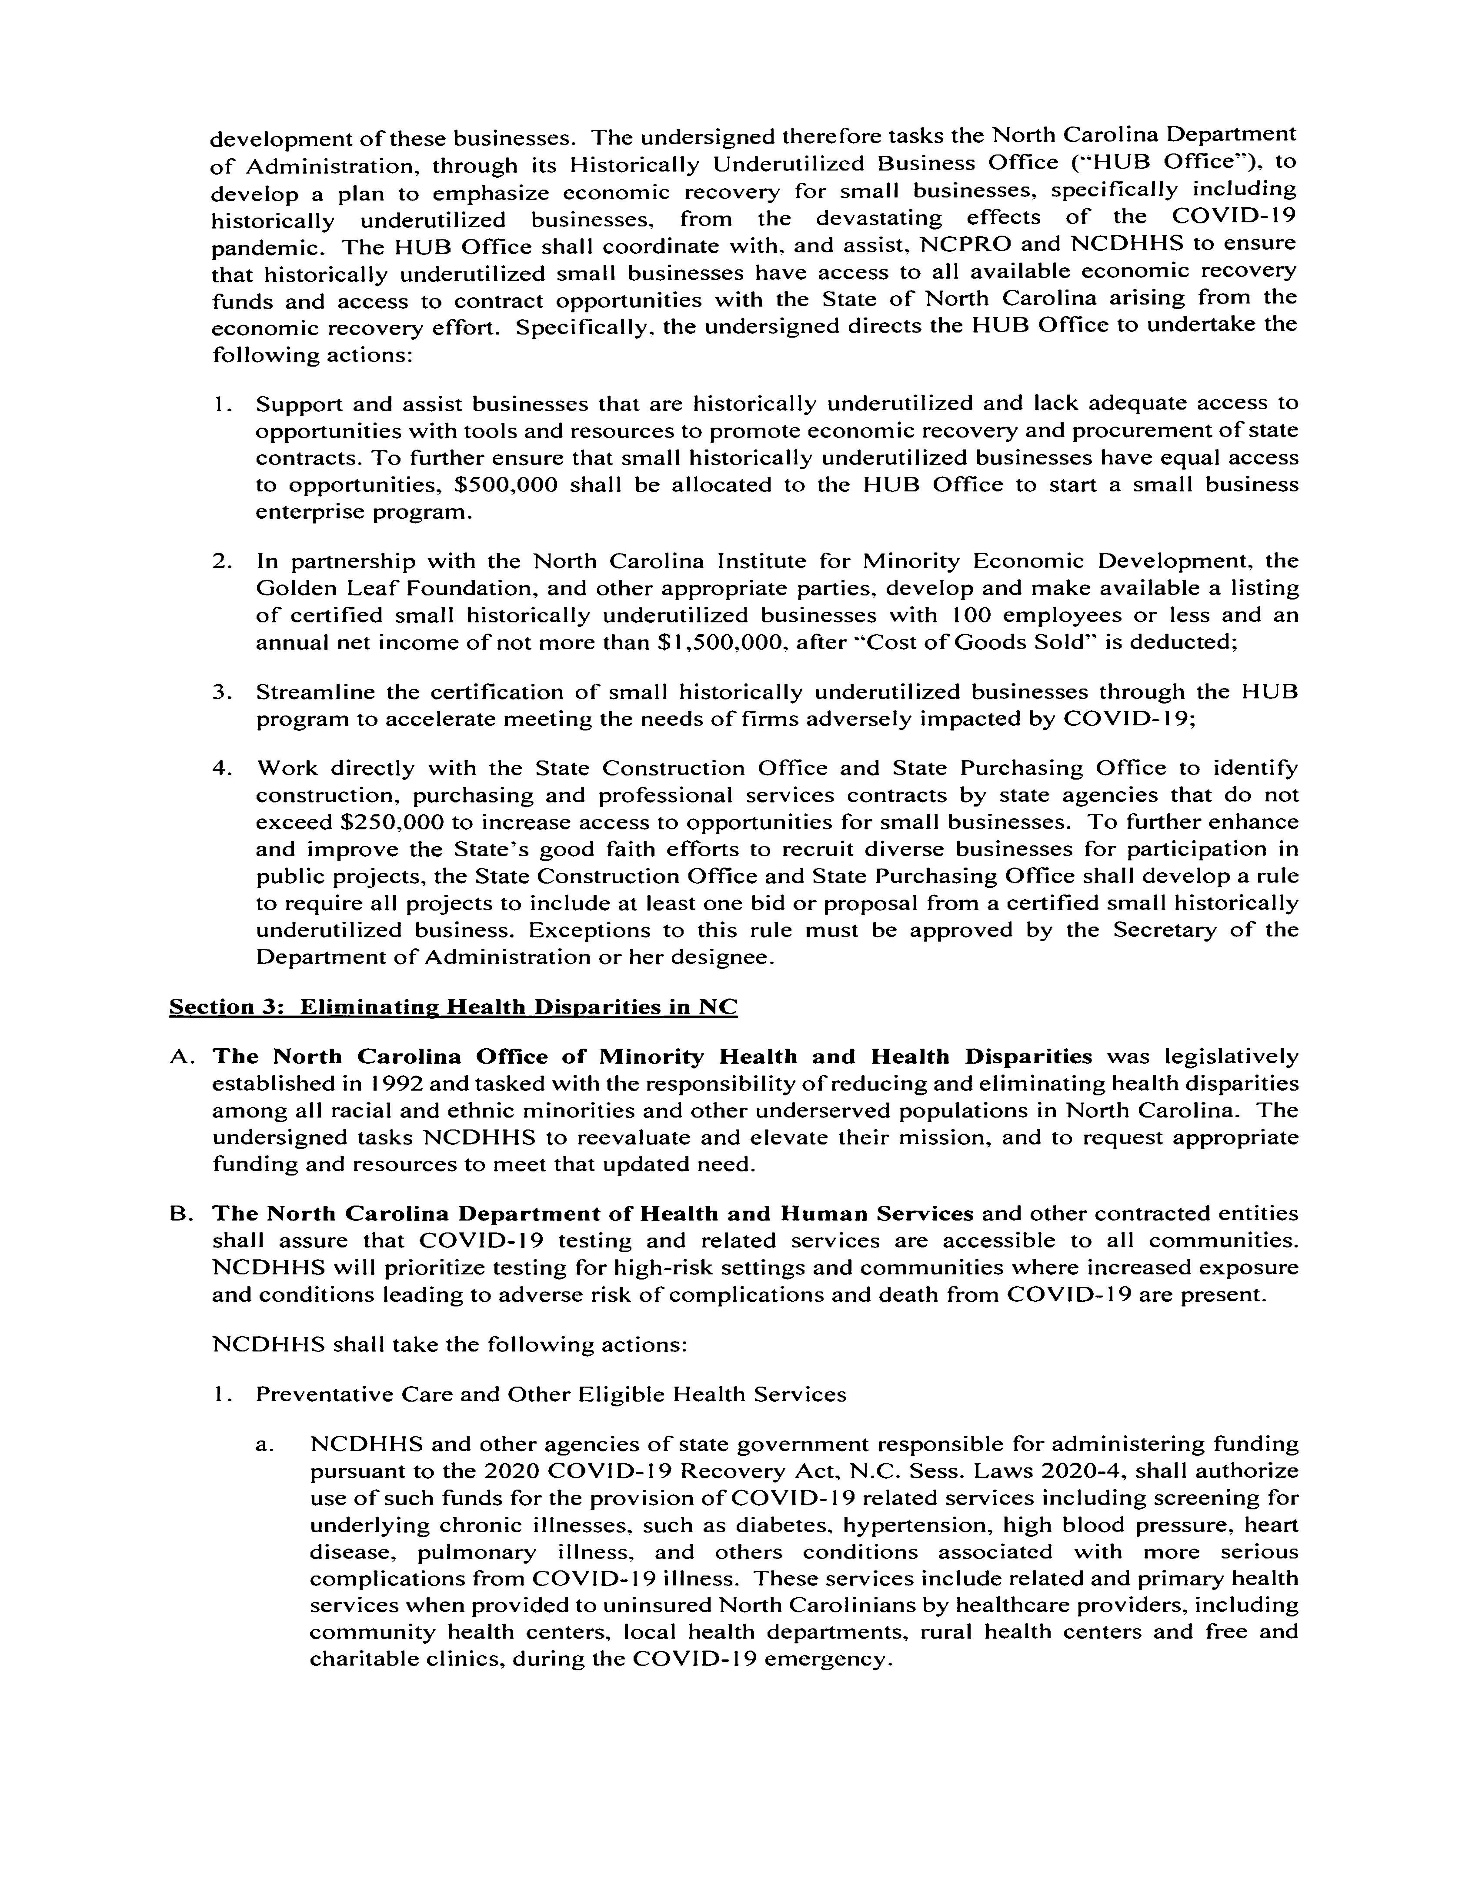 development of these businesses. The undersigned therefore tasks the North Carolina Department
of Administration, through its Historically Underutilized Business Office (“HUB Office”), to
develop a plan to emphasize economic recovery for small businesses, specifically including
historically underutilized businesses, from the devastating effects of the COVID-19
pandemic. The HUB Office shall coordinate with, and assist, NCPRO and NCDHHS to ensure
that historically underutilized small businesses have access to all available economic recovery
funds and access to contract opportunities with the State of North Carolina arising from the
economic recovery effort. Specifically, the undersigned directs the HUB Office to undertake the
following actions:
1. Support and assist businesses that are historically underutilized and lack adequate access to
opportunities with tools and resources to promote economic recovery and procurement of state
contracts. To further ensure that small historically underutilized businesses have equal access
to opportunities, $500,000 shall be allocated to the HUB Office to start a small business
enterprise program.
2. In partnership with the North Carolina Institute for Minority Economic Development, the
Golden Leaf Foundation, and other appropriate parties, develop and make available a listing
of certified small historically underutilized businesses with 100 employees or less and an
annual net income of not more than $1,500,000, after “Cost of Goods Sold” is deducted;
3. Streamline the certification of small historically underutilized businesses through the HUB
program to accelerate meeting the needs of firms adversely impacted by COVID-19;
4. Work directly with the State Construction Office and State Purchasing Office to identify
construction, purchasing and professional services contracts by state agencies that do not
exceed $250,000 to increase access to opportunities for small businesses. To further enhance
and improve the State’s good faith efforts to recruit diverse businesses for participation in
public projects, the State Construction Office and State Purchasing Office shall develop a rule
to require all projects to include at least one bid or proposal from a certified small historically
underutilized business. Exceptions to this rule must be approved by the Secretary of the
Department of Administration or her designee.
Section 3: Eliminating Health Disparities in NC
A. The North Carolina Office of Minority Health and Health Disparities was legislatively
established in 1992 and tasked with the responsibility of reducing and eliminating health disparities
among all racial and ethnic minorities and other underserved populations in North Carolina. The
undersigned tasks NCDHHS to reevaluate and elevate their mission, and to request appropriate
funding and resources to meet that updated need.
B. The North Carolina Department of Health and Human Services and other contracted entities
shall assure that COVID-19 testing and related services are accessible to all communities.
NCDHHS will prioritize testing for high-risk settings and communities where increased exposure
and conditions leading to adverse risk of complications and death from COVID-19 are present.
NCDHHS shall take the following actions:
1. Preventative Care and Other Eligible Health Services
a. NCDHHS and other agencies of state government responsible for administering funding
pursuant to the 2020 COVID-19 Recovery Act, N.C. Sess. Laws 2020-4, shall authorize
use of such funds for the provision of COVID-19 related services including screening for
underlying chronic illnesses, such as diabetes, hypertension, high blood pressure, heart
disease, pulmonary illness, and others conditions associated with more serious
complications from COVID-19 illness. These services include related and primary health
services when provided to uninsured North Carolinians by healthcare providers, including
community health centers, local health departments, rural health centers and free and
charitable clinics, during the COVID-19 emergency.